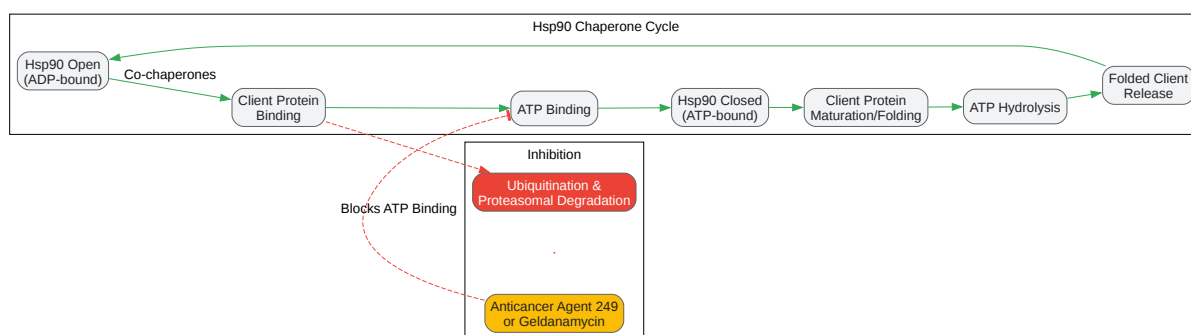 Hsp90 Chaperone Cycle
Hsp90 Open
(ADP-bound)
Co-chaperones
Client Protein
Binding
ATP Binding
Hsp90 Closed
(ATP-bound)
Client Protein
Maturation/Folding
ATP Hydrolysis
Folded Client
Release
Inhibition
Ubiquitination &
Proteasomal Degradation
Blocks ATP Binding
Anticancer Agent 249
or Geldanamycin